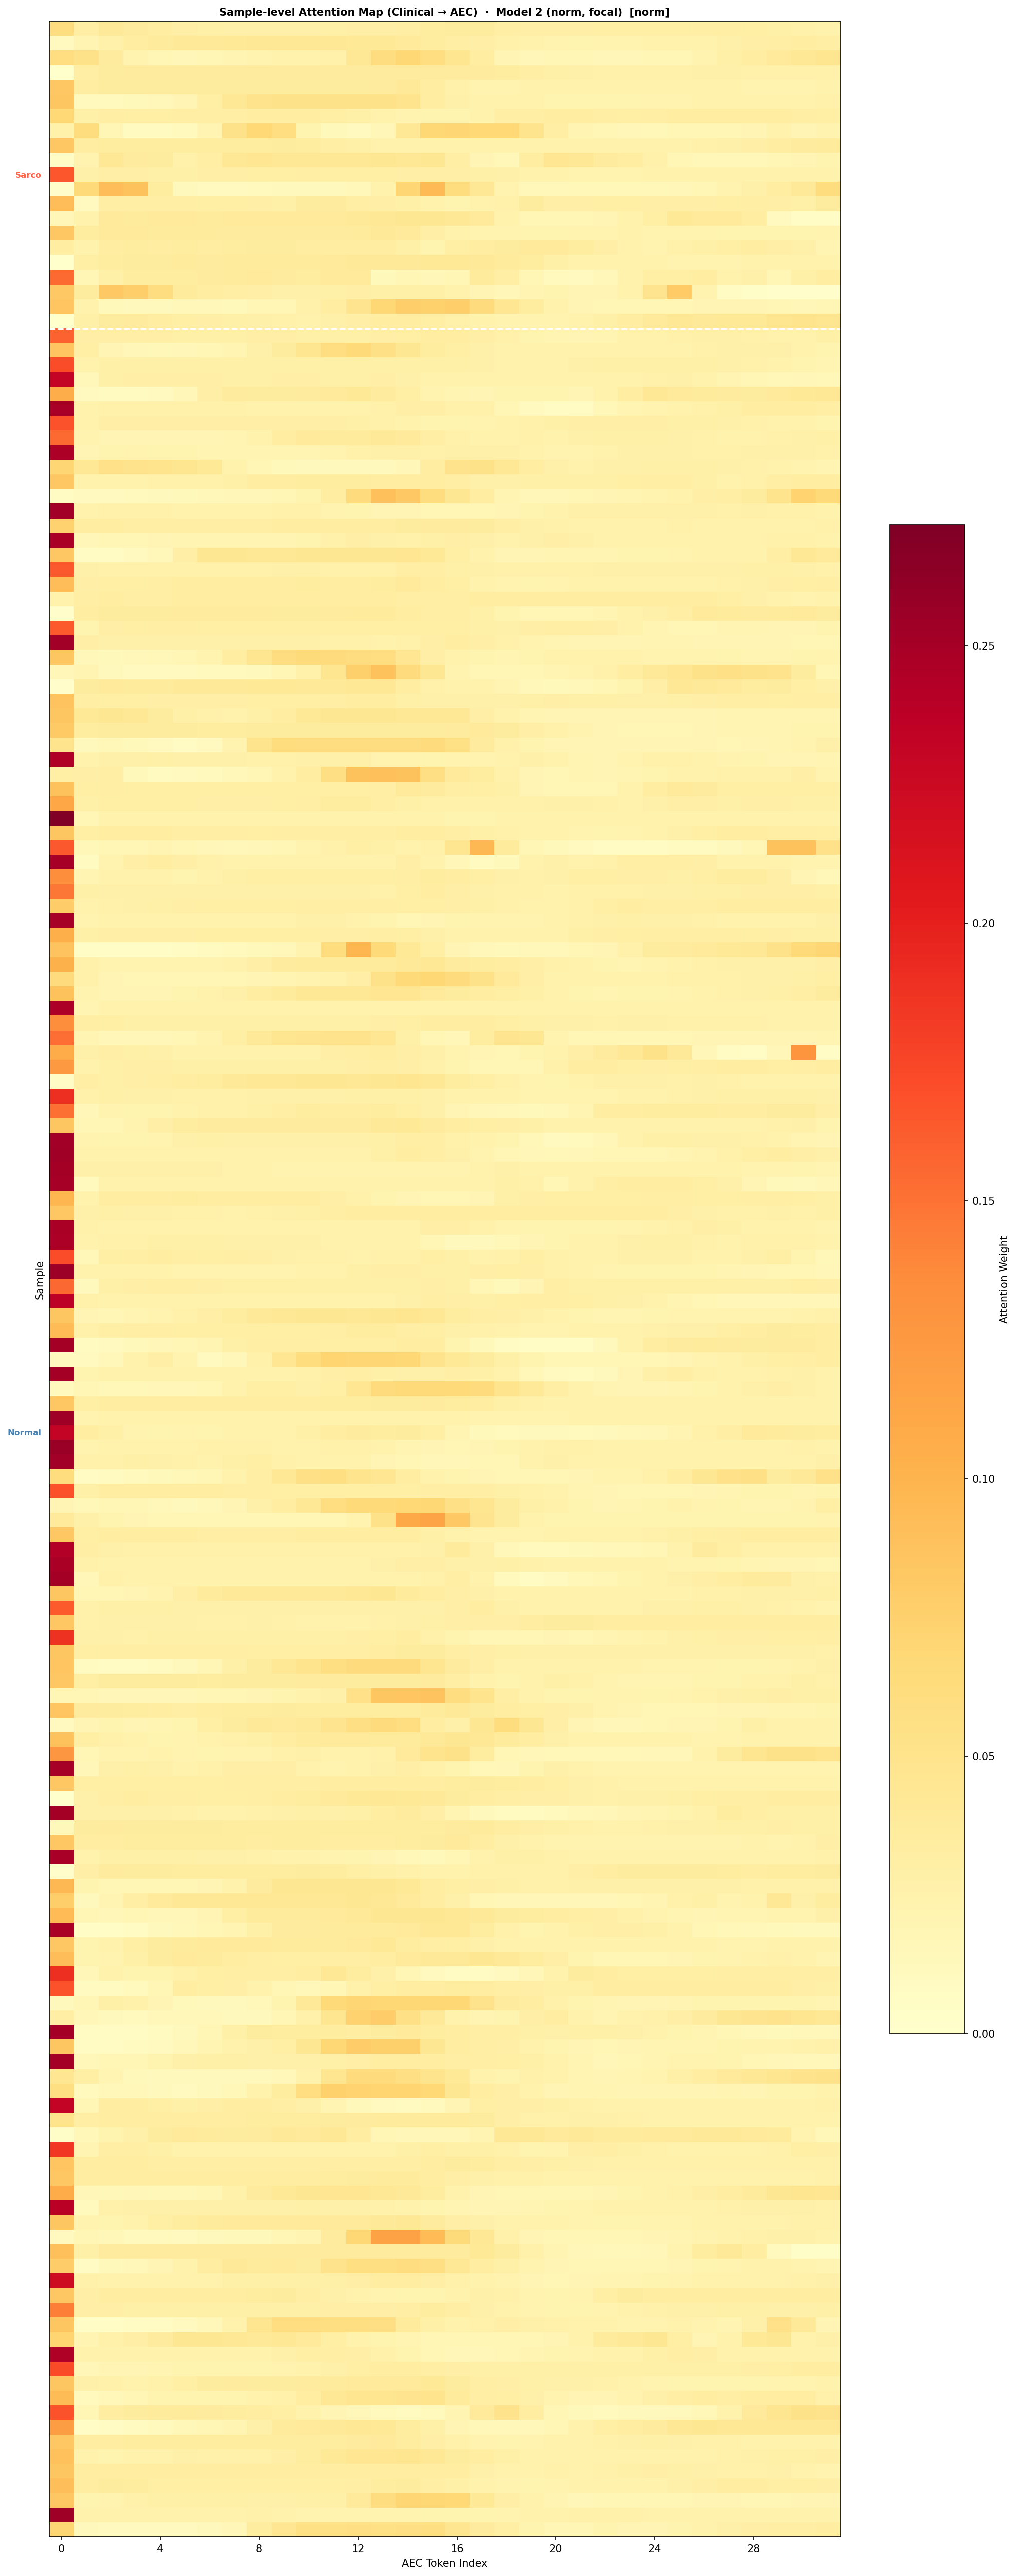 Sample-level Attention Map (Clinical → AEC) · Model 2 (norm, focal) [norm]
Sarco
Normal
Sample
0 4 8 12 16 20 24 28
AEC Token Index
0.25
0.20
0.15
0.10
0.05
0.00
Attention Weight